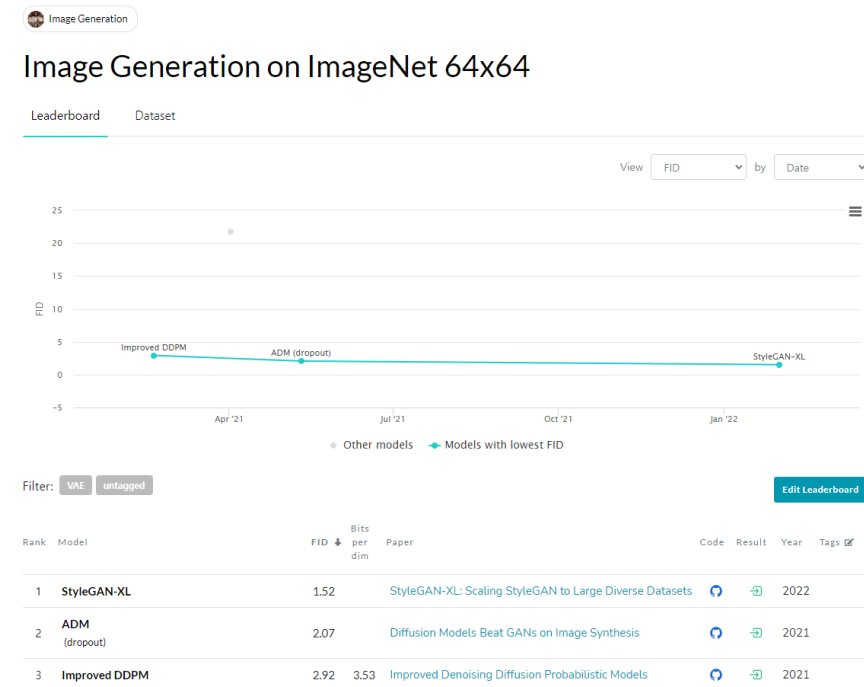 Image Generation
Image Generation on ImageNet 64x64
Leaderboard Dataset
View FID by Date
25
20
15
10
5
0
−5
FID
Improved DDPM
ADM (dropout)
StyleGAN-XL
Apr '21 Jul '21 Oct '21 Jan '22
Other models Models with lowest FID
Filter: VAE untagged
Edit Leaderboard
Rank Model FID Bits per dim Paper Code Result Year Tags
1 StyleGAN-XL 1.52 StyleGAN-XL: Scaling StyleGAN to Large Diverse Datasets 2022
2 ADM (dropout) 2.07 Diffusion Models Beat GANs on Image Synthesis 2021
3 Improved DDPM 2.92 3.53 Improved Denoising Diffusion Probabilistic Models 2021